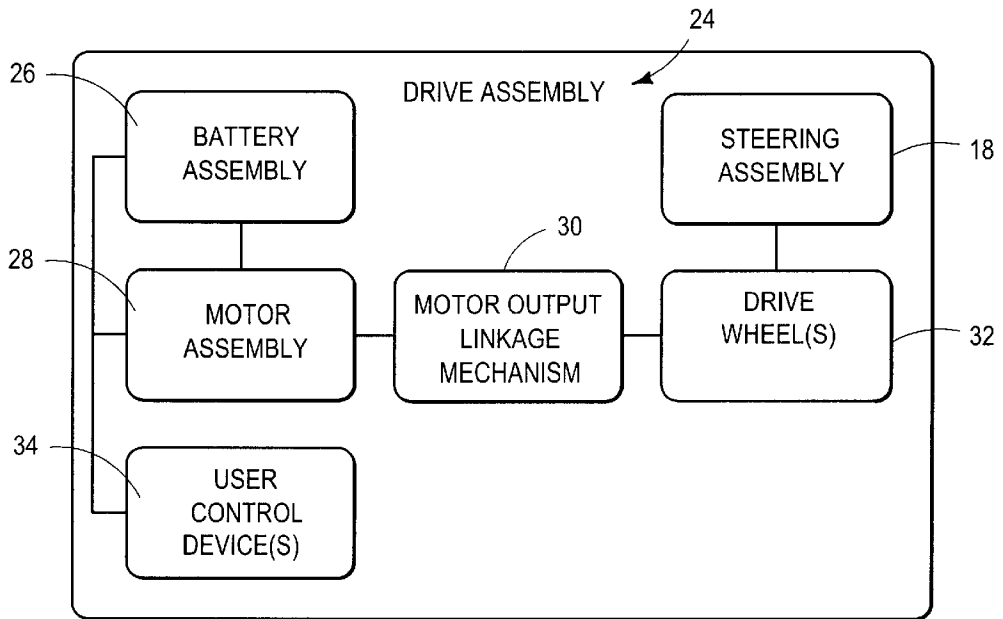 24
26
DRIVE ASSEMBLY
BATTERY
ASSEMBLY
STEERING
ASSEMBLY
18
30
28
MOTOR
ASSEMBLY
MOTOR OUTPUT
LINKAGE
MECHANISM
DRIVE
WHEEL(S)
32
34
USER
CONTROL
DEVICE(S)